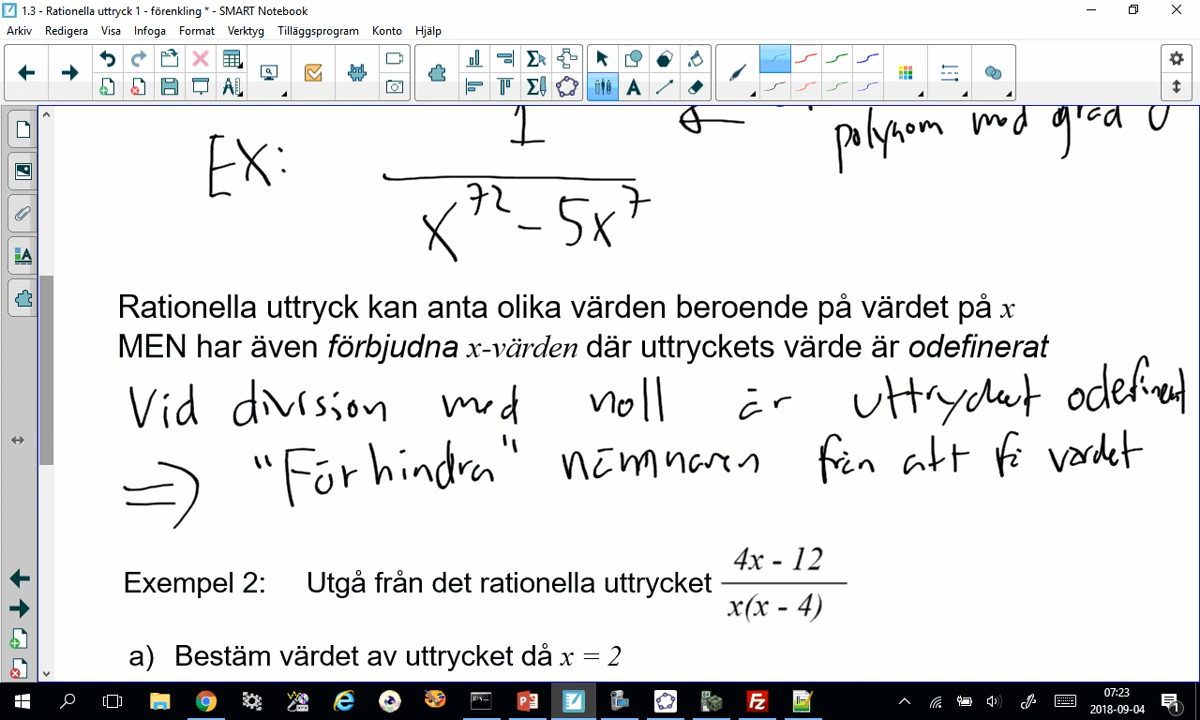 1.3 - Rationella uttryck 1 - förenkling * - SMART Notebook
Arkiv Redigera Visa Infoga Format Verktyg Tilläggsprogram Konto Hjälp
1
polynom med grad 0
EX:
x^72 - 5x^7
Rationella uttryck kan anta olika värden beroende på värdet på x
MEN har även förbjudna x-värden där uttryckets värde är odefinerat
Vid division med noll är uttrycket odefinerat
=> "Förhindra" nämnaren från att få värdet
4x - 12
Exempel 2: Utgå från det rationella uttrycket
x(x - 4)
a) Bestäm värdet av uttrycket då x = 2
07:23
2018-09-04
1